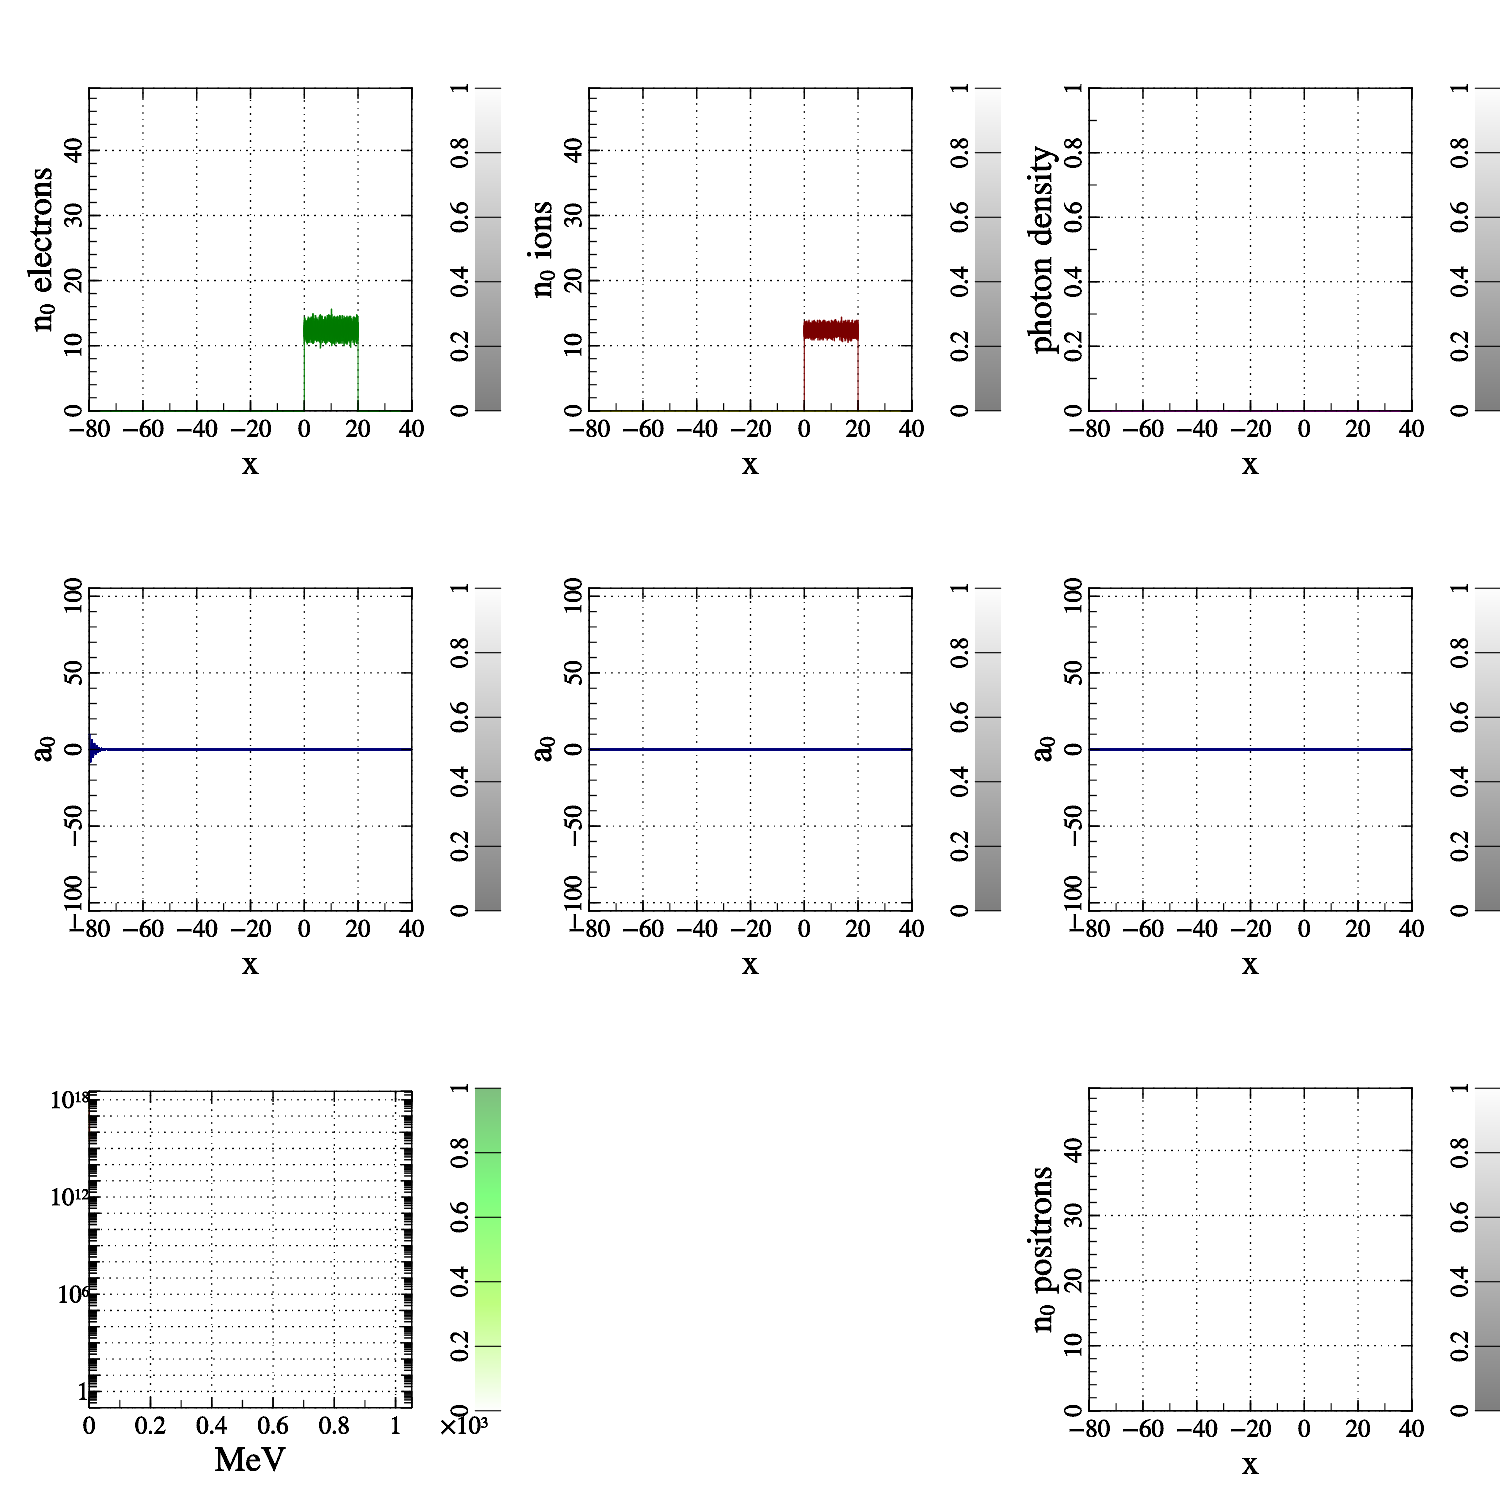 n₀ electrons
0 10 20 30 40
−80 −60 −40 −20 0 20 40
x
0 0.2 0.4 0.6 0.8 1
n₀ ions
0 10 20 30 40
−80 −60 −40 −20 0 20 40
x
0 0.2 0.4 0.6 0.8 1
photon density
0 0.2 0.4 0.6 0.8 1
−80 −60 −40 −20 0 20 40
x
0 0.2 0.4 0.6 0.8 1
a₀
−100 −50 0 50 100
−80 −60 −40 −20 0 20 40
x
0 0.2 0.4 0.6 0.8 1
a₀
−100 −50 0 50 100
−80 −60 −40 −20 0 20 40
x
0 0.2 0.4 0.6 0.8 1
a₀
−100 −50 0 50 100
−80 −60 −40 −20 0 20 40
x
0 0.2 0.4 0.6 0.8 1
10¹⁸
10¹²
10⁶
1
0 0.2 0.4 0.6 0.8 1
×10³
MeV
0 0.2 0.4 0.6 0.8 1
n₀ positrons
0 10 20 30 40
−80 −60 −40 −20 0 20 40
x
0 0.2 0.4 0.6 0.8 1